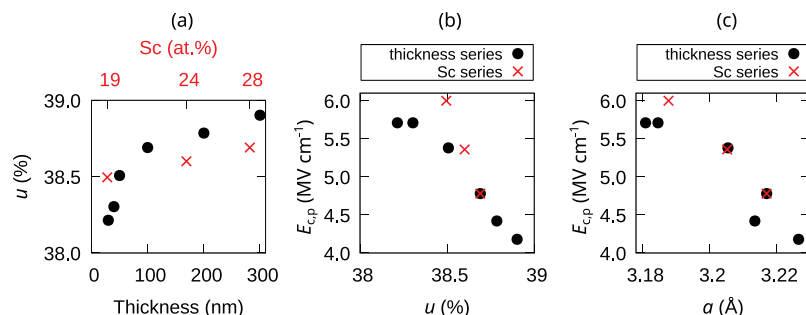 (a)
Sc (at.%)
19 24 28
39.0
38.5
38.0
u (%)
0 100 200 300
Thickness (nm)
(b)
thickness series
Sc series
6.0
5.5
5.0
4.5
4.0
E_c,p (MV cm⁻¹)
38 38.5 39
u (%)
(c)
thickness series
Sc series
6.0
5.5
5.0
4.5
4.0
E_c,p (MV cm⁻¹)
3.18 3.2 3.22
a (Å)